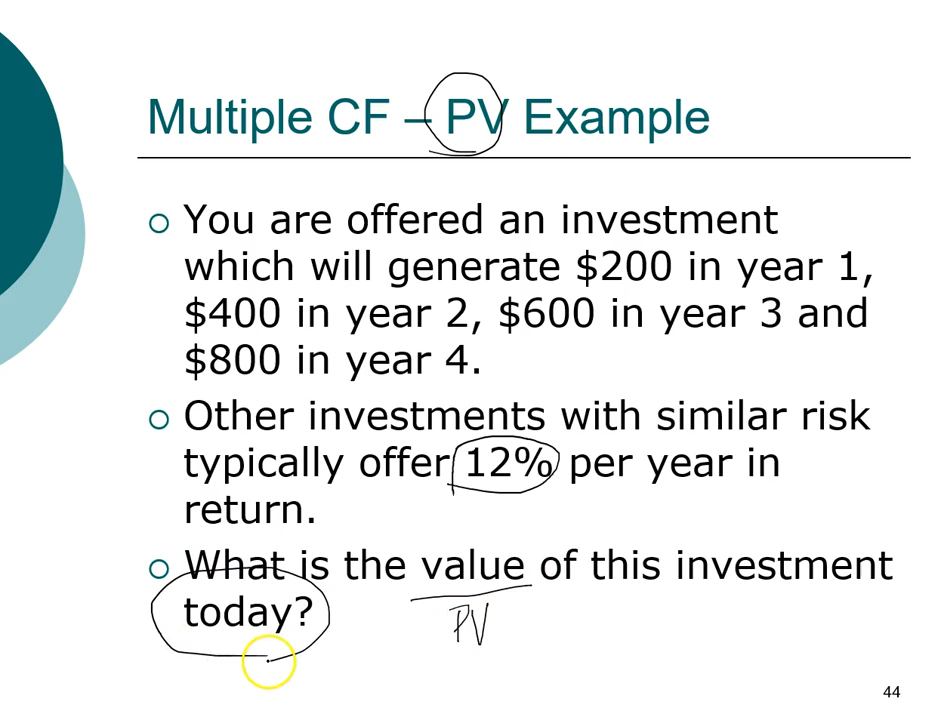 Multiple CF – PV Example
You are offered an investment
which will generate $200 in year 1,
$400 in year 2, $600 in year 3 and
$800 in year 4.
Other investments with similar risk
typically offer 12% per year in
return.
What is the value of this investment
today?
PV
44